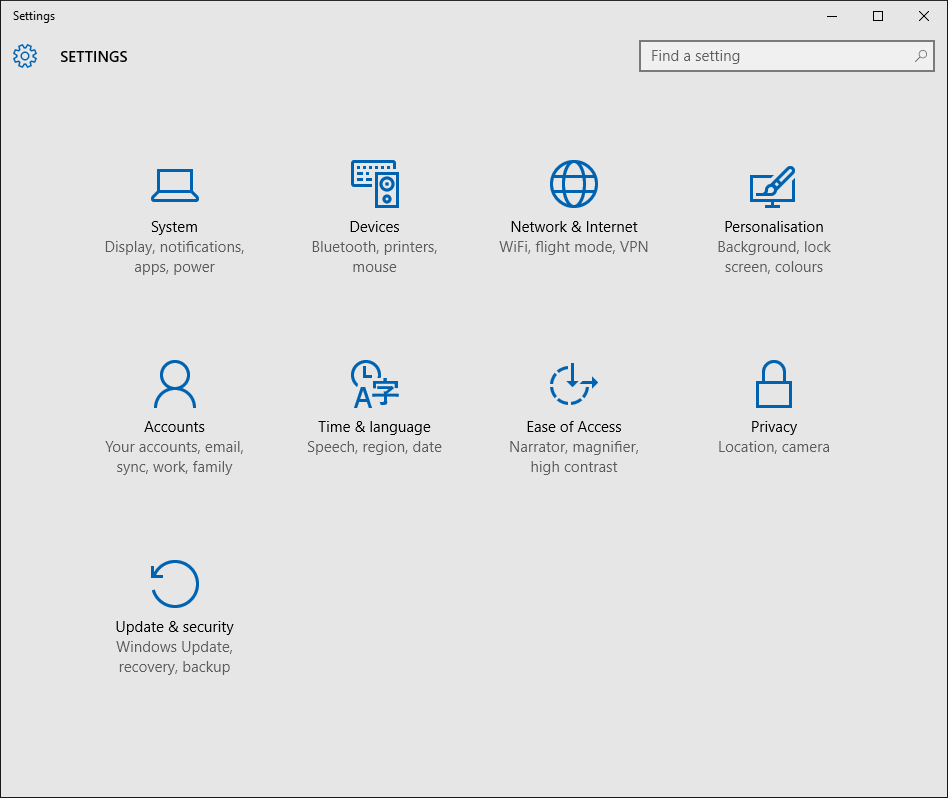 Settings
SETTINGS
Find a setting
System
Display, notifications,
apps, power
Devices
Bluetooth, printers,
mouse
Network & Internet
WiFi, flight mode, VPN
Personalisation
Background, lock
screen, colours
Accounts
Your accounts, email,
sync, work, family
A字
Time & language
Speech, region, date
Ease of Access
Narrator, magnifier,
high contrast
Privacy
Location, camera
Update & security
Windows Update,
recovery, backup